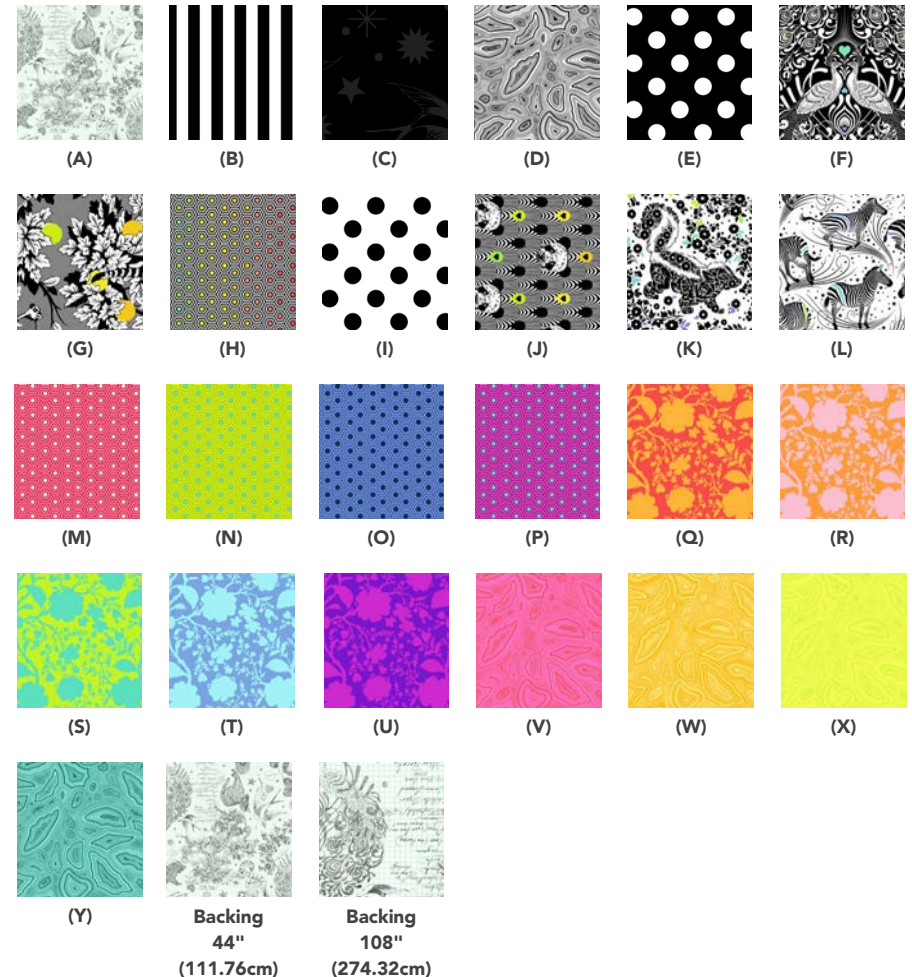 (A) (B) (C) (D) (E) (F)
(G) (H) (I) (J) (K) (L)
(M) (N) (O) (P) (Q) (R)
(S) (T) (U) (V) (W) (X)
(Y) Backing Backing
44" 108"
(111.76cm) (274.32cm)